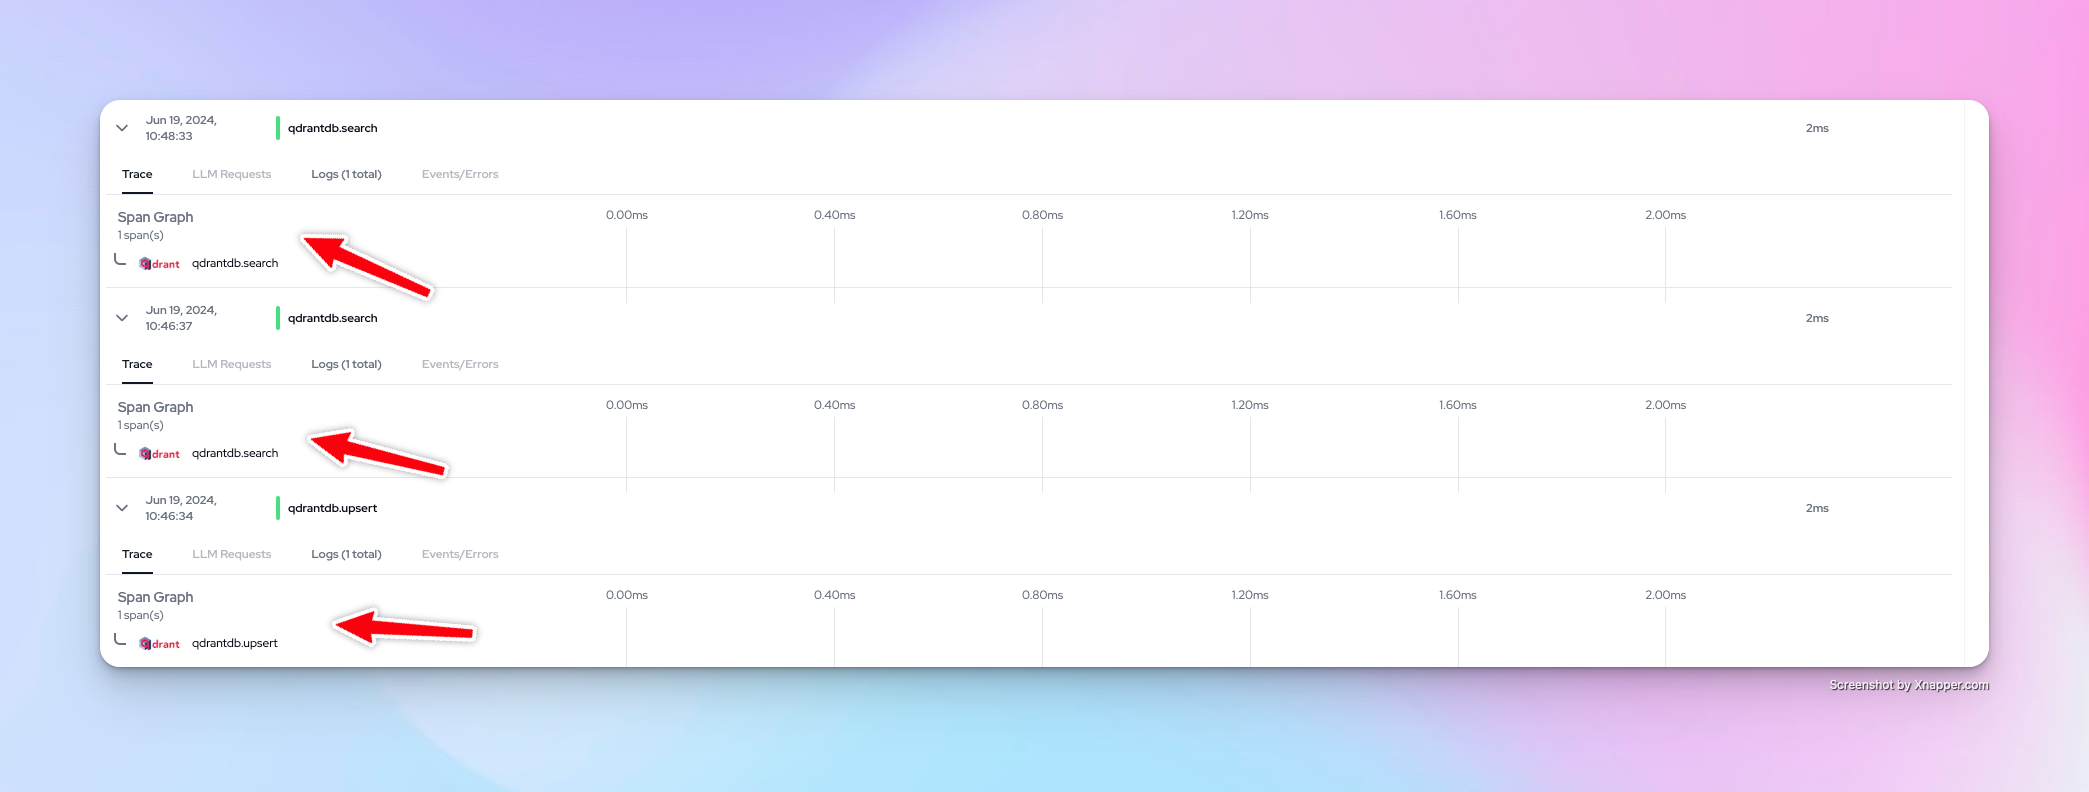 Jun 19, 2024,
10:48:33
qdrantdb.search
2ms
Trace LLM Requests Logs (1 total) Events/Errors
Span Graph
1 span(s)
0.00ms 0.40ms 0.80ms 1.20ms 1.60ms 2.00ms
drant qdrantdb.search
Jun 19, 2024,
10:46:37
qdrantdb.search
2ms
Trace LLM Requests Logs (1 total) Events/Errors
Span Graph
1 span(s)
0.00ms 0.40ms 0.80ms 1.20ms 1.60ms 2.00ms
drant qdrantdb.search
Jun 19, 2024,
10:46:34
qdrantdb.upsert
2ms
Trace LLM Requests Logs (1 total) Events/Errors
Span Graph
1 span(s)
0.00ms 0.40ms 0.80ms 1.20ms 1.60ms 2.00ms
drant qdrantdb.upsert
Screenshot by Xnapper.com